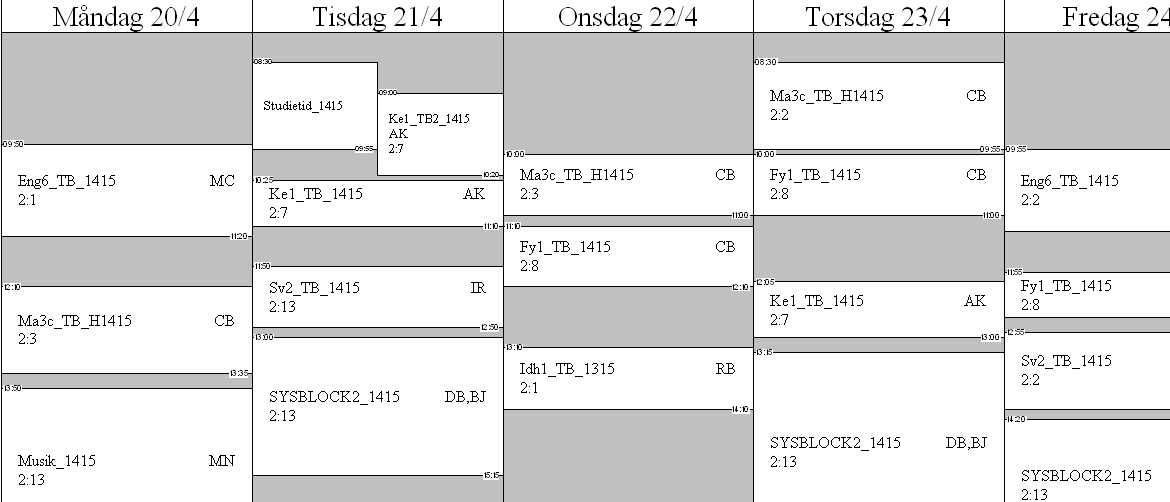 Måndag 20/4
09:50
Eng6_TB_1415 MC
2:1
11:20
12:10
Ma3c_TB_H1415 CB
2:3
13:35
13:50
Musik_1415 MN
2:13
Tisdag 21/4
08:30
Studietid_1415
09:55
09:00
Ke1_TB2_1415
AK
2:7
10:20
10:25
Ke1_TB_1415 AK
2:7
11:10
11:50
Sv2_TB_1415 IR
2:13
12:50
13:00
SYSBLOCK2_1415 DB,BJ
2:13
15:15
Onsdag 22/4
10:00
Ma3c_TB_H1415 CB
2:3
11:00
11:10
Fy1_TB_1415 CB
2:8
12:10
13:10
Idh1_TB_1315 RB
2:1
14:10
Torsdag 23/4
08:30
Ma3c_TB_H1415 CB
2:2
09:55
10:00
Fy1_TB_1415 CB
2:8
11:00
12:05
Ke1_TB_1415 AK
2:7
13:00
13:15
SYSBLOCK2_1415 DB,BJ
2:13
Fredag 24
09:55
Eng6_TB_1415
2:2
11:55
Fy1_TB_1415
2:8
12:55
Sv2_TB_1415
2:2
14:20
SYSBLOCK2_1415
2:13